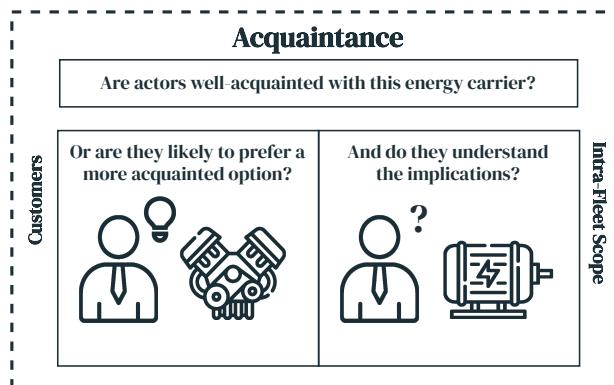 Acquaintance
Are actors well-acquainted with this energy carrier?
Customers
Or are they likely to prefer a
more acquainted option?
And do they understand
the implications?
?
Intra-Fleet Scope